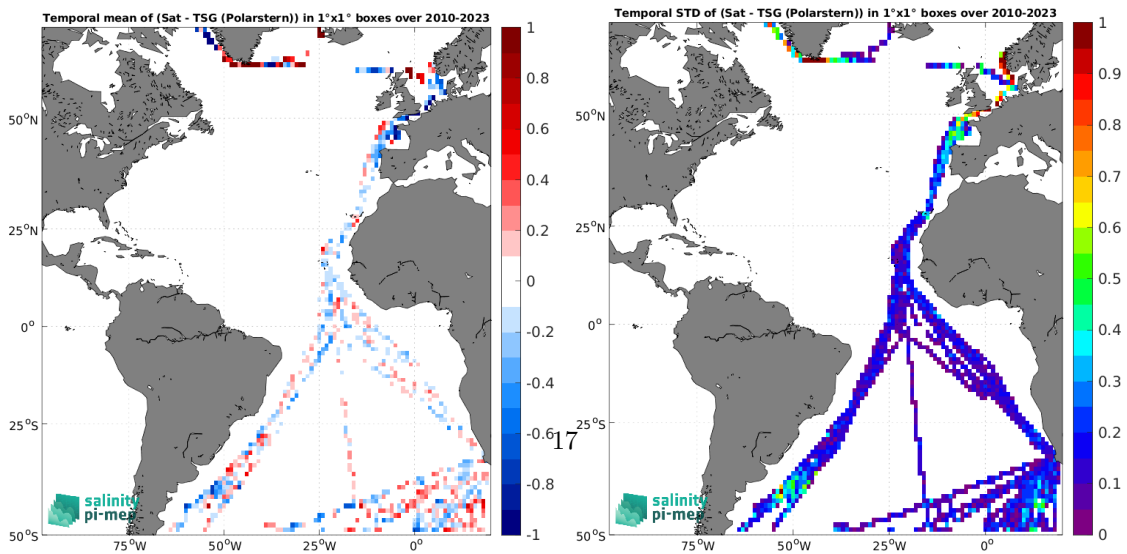 Temporal mean of (Sat - TSG (Polarstern)) in 1°x1° boxes over 2010-2023
50°N
25°N
0°
25°S
50°S
75°W
50°W
25°W
0°
1
0.8
0.6
0.4
0.2
0
-0.2
-0.4
-0.6
-0.8
-1
salinity
pi-mep
17
Temporal STD of (Sat - TSG (Polarstern)) in 1°x1° boxes over 2010-2023
50°N
25°N
0°
25°S
50°S
75°W
50°W
25°W
0°
1
0.9
0.8
0.7
0.6
0.5
0.4
0.3
0.2
0.1
0
salinity
pi-mep